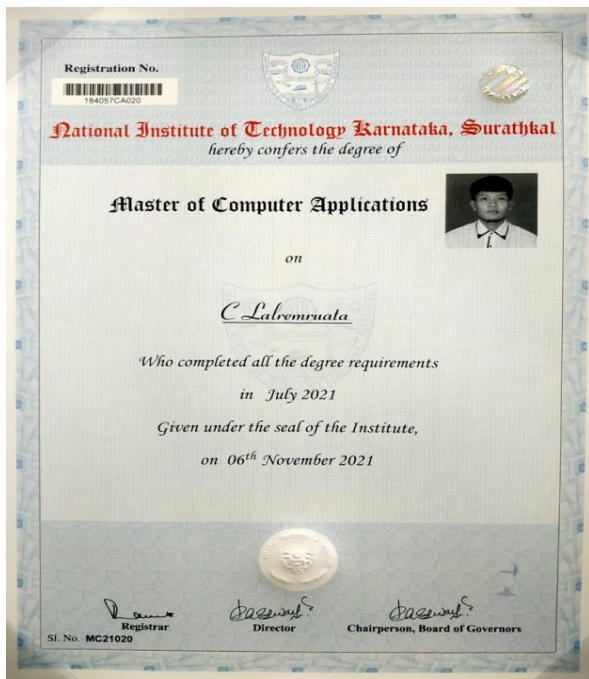 Registration No.
184057CA020
National Institute of Technology Karnataka, Surathkal
hereby confers the degree of
Master of Computer Applications
on
C Lalremruata
Who completed all the degree requirements
in July 2021
Given under the seal of the Institute,
on 06th November 2021
Registrar Director Chairperson, Board of Governors
Sl. No. MC21020